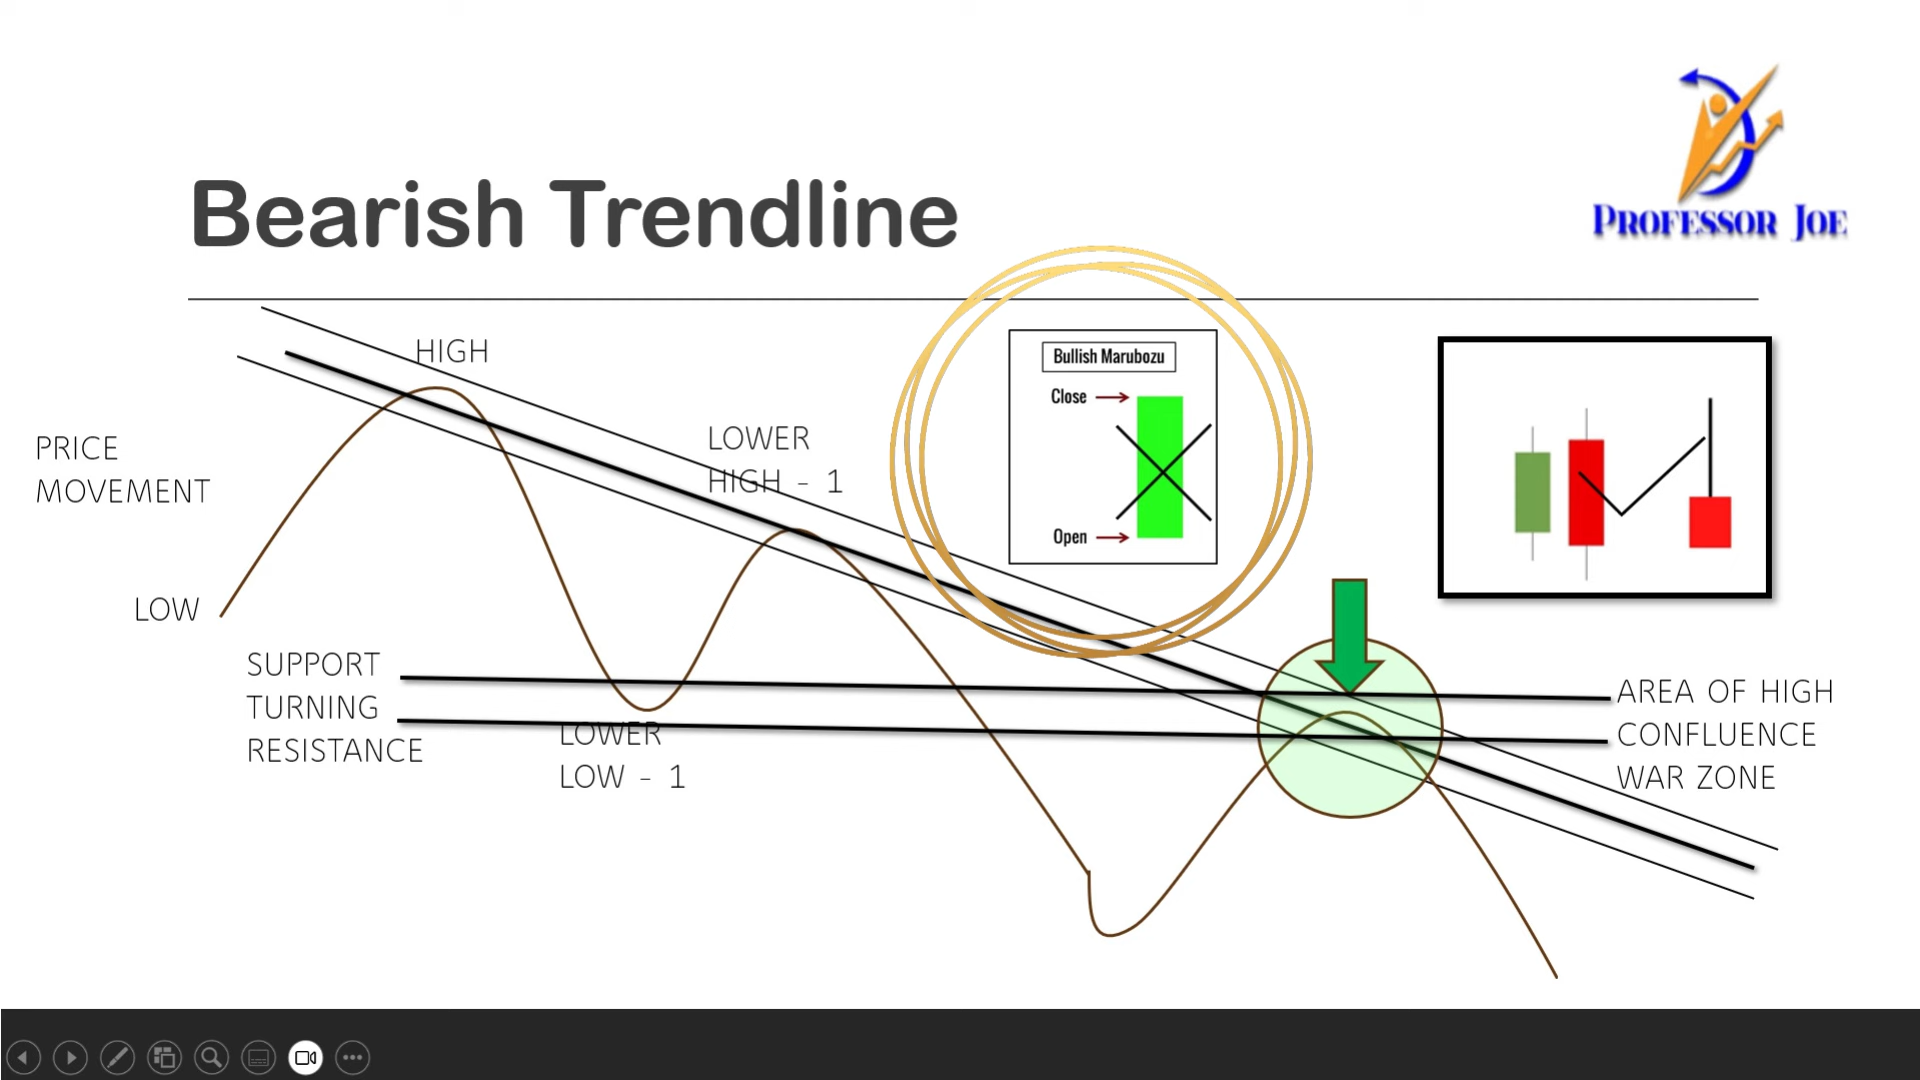 Bearish Trendline
PROFESSOR JOE
HIGH
Bullish Marubozu
Close
Open
LOWER
HIGH - 1
PRICE
MOVEMENT
LOW
SUPPORT
TURNING
RESISTANCE
LOWER
LOW - 1
AREA OF HIGH
CONFLUENCE
WAR ZONE